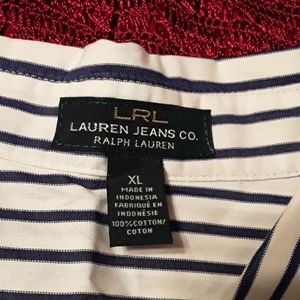 LRL
LAUREN JEANS CO.
RALPH LAUREN
XL
MADE IN
INDONESIA
FABRIQUÉ EN
INDONÉSIE
100%COTTON/
COTON